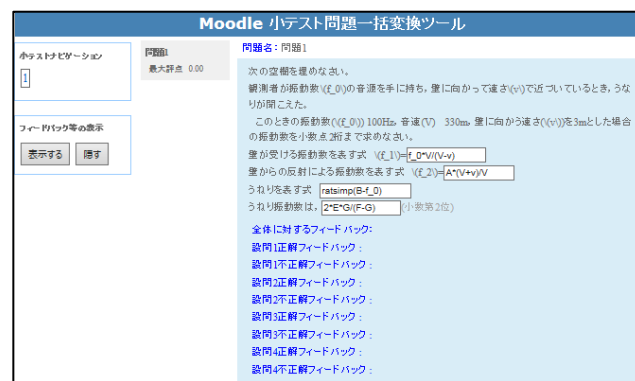 Moodle 小テスト問題一括変換ツール
小テストナビゲーション
1
フィードバック等の表示
表示する 隠す
問題1
最大評点 0.00
問題名：問題1
次の空欄を埋めなさい。
観測者が振動数\(f_0\)の音源を手に持ち，壁に向かって速さ\(v\)で近づいているとき，うな
りが聞こえた。
このときの振動数(\(f_0\)) 100Hz，音速(V) 330m，壁に向かう速さ(\(v\))を3mとした場合
の振動数を小数点2桁まで求めなさい。
壁が受ける振動数を表す式 \(f_1\)=f_0*V/(V-v)
壁からの反射による振動数を表す式 \(f_2\)=A*(V+v)/V
うねりを表す式 ratsimp(B-f_0)
うねり振動数は，2*E*G/(F-G) (小数第2位)
全体に対するフィードバック：
設問1正解フィードバック：
設問1不正解フィードバック：
設問2正解フィードバック：
設問2不正解フィードバック：
設問3正解フィードバック：
設問3不正解フィードバック：
設問4正解フィードバック：
設問4不正解フィードバック：